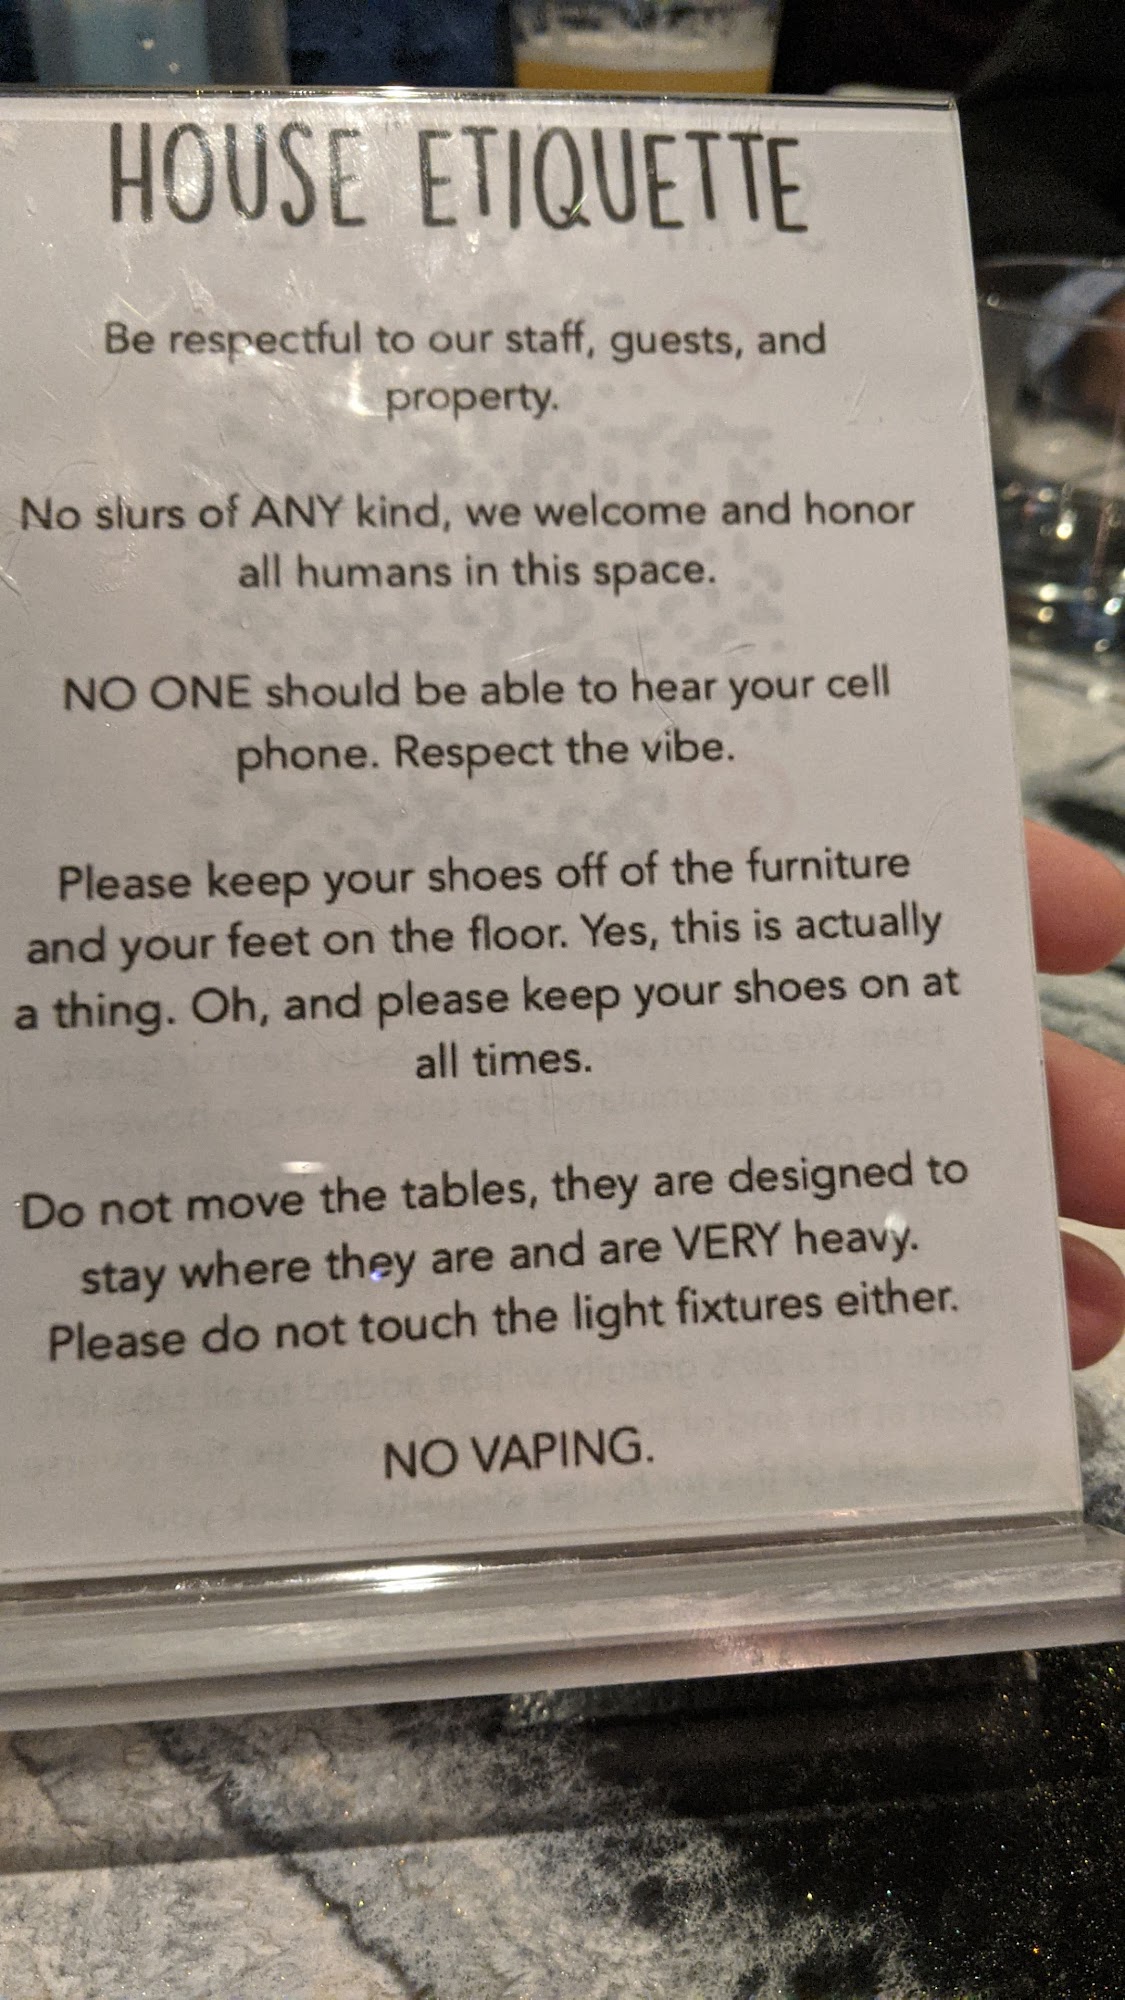 HOUSE ETIQUETTE
Be respectful to our staff, guests, and
property.
No slurs of ANY kind, we welcome and honor
all humans in this space.
NO ONE should be able to hear your cell
phone. Respect the vibe.
Please keep your shoes off of the furniture
and your feet on the floor. Yes, this is actually
a thing. Oh, and please keep your shoes on at
all times.
Do not move the tables, they are designed to
stay where they are and are VERY heavy.
Please do not touch the light fixtures either.
NO VAPING.